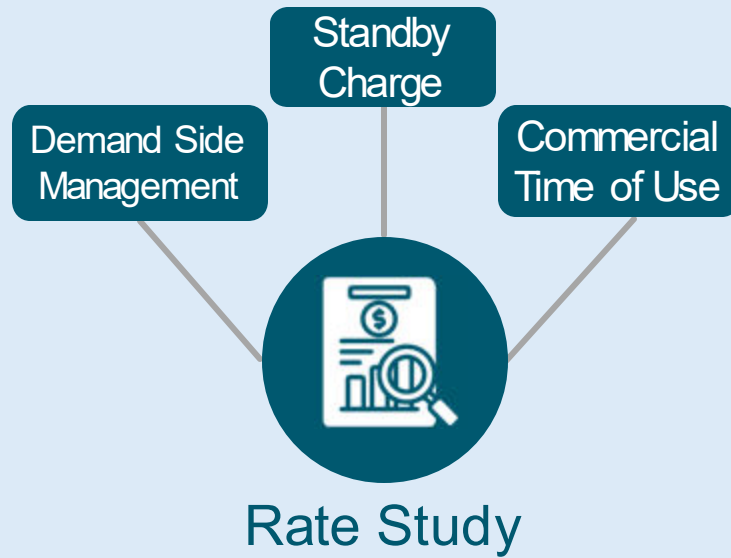 Standby
Charge
Demand Side
Management
Commercial
Time of Use
$
Rate Study